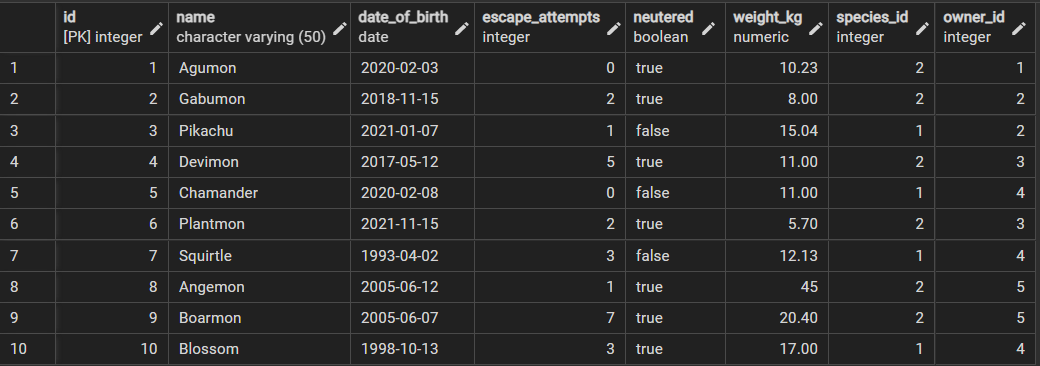 id name date_of_birth escape_attempts neutered weight_kg species_id owner_id
[PK] integer character varying (50) date integer boolean numeric integer integer
1 1 Agumon 2020-02-03 0 true 10.23 2 1
2 2 Gabumon 2018-11-15 2 true 8.00 2 2
3 3 Pikachu 2021-01-07 1 false 15.04 1 2
4 4 Devimon 2017-05-12 5 true 11.00 2 3
5 5 Chamander 2020-02-08 0 false 11.00 1 4
6 6 Plantmon 2021-11-15 2 true 5.70 2 3
7 7 Squirtle 1993-04-02 3 false 12.13 1 4
8 8 Angemon 2005-06-12 1 true 45 2 5
9 9 Boarmon 2005-06-07 7 true 20.40 2 5
10 10 Blossom 1998-10-13 3 true 17.00 1 4